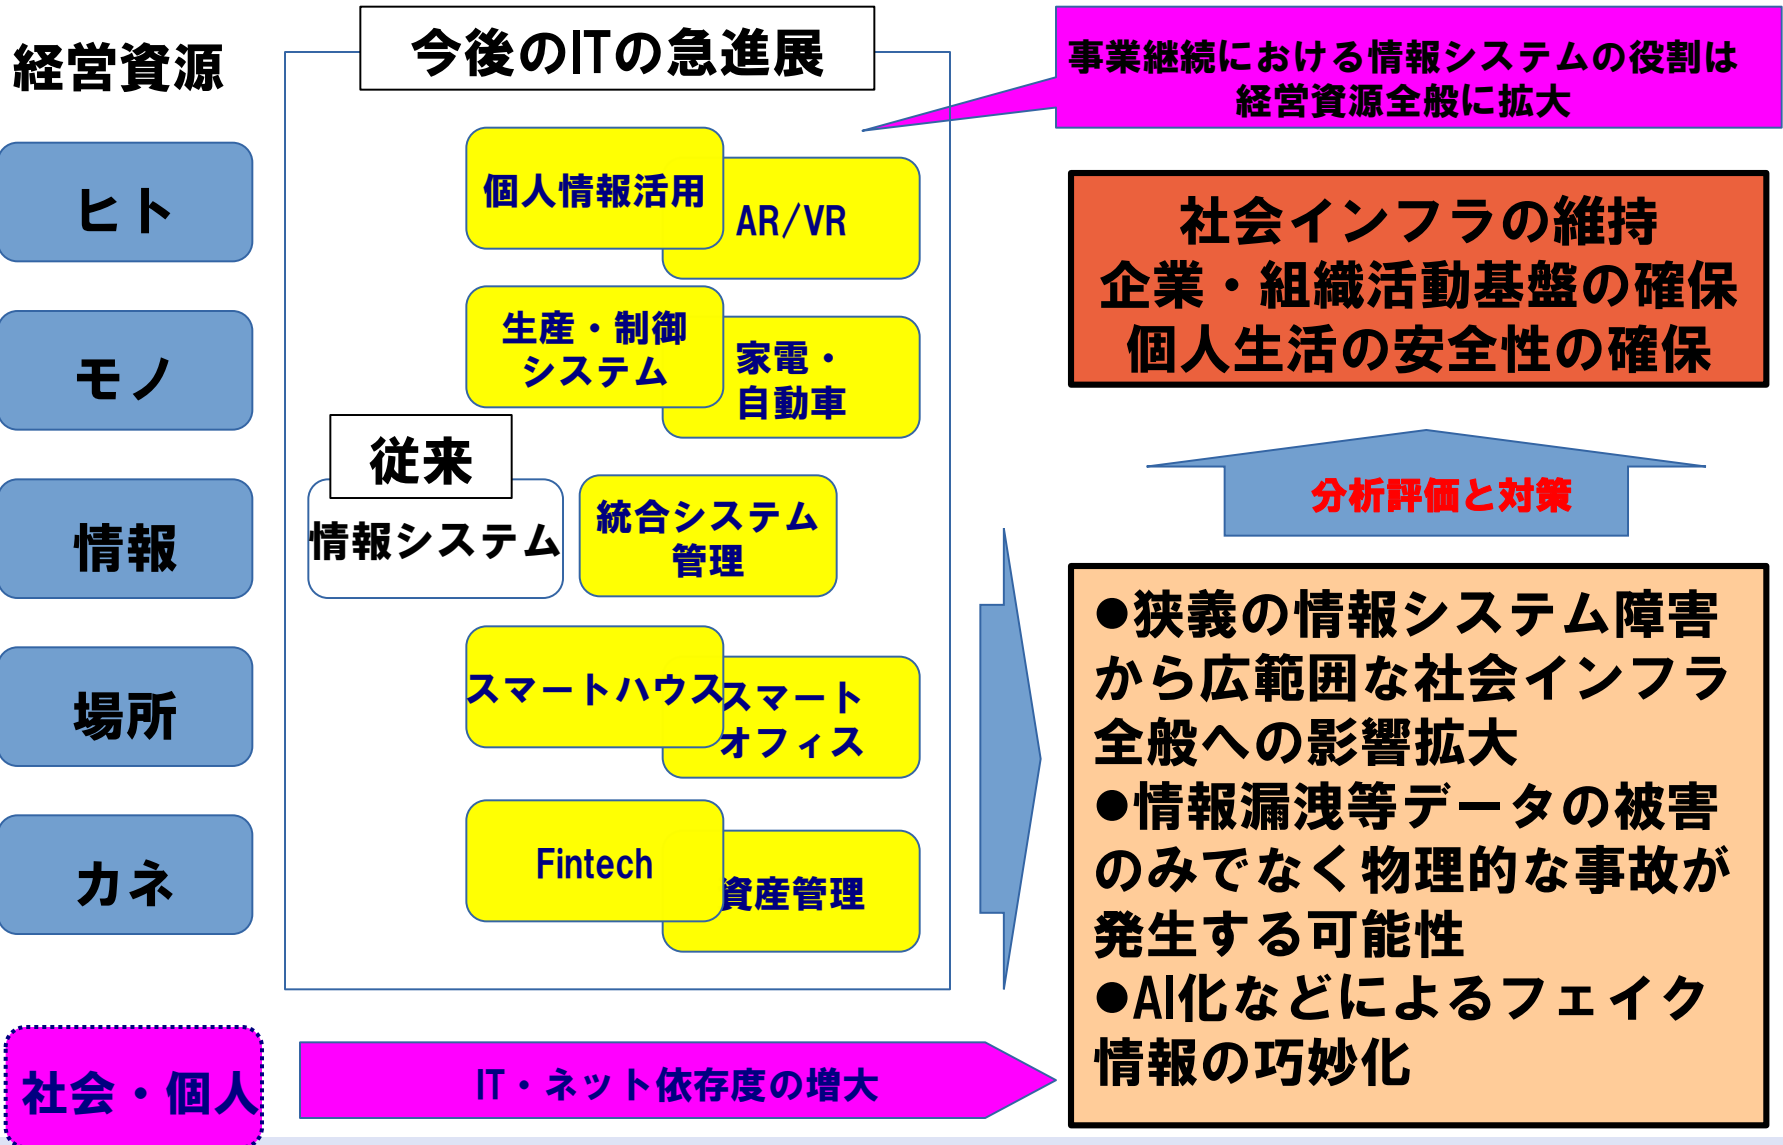 経営資源
今後のITの急進展
事業継続における情報システムの役割は
経営資源全般に拡大
ヒト
個人情報活用
AR/VR
モノ
生産・制御
システム
家電・
自動車
従来
情報
情報システム
統合システム
管理
場所
スマートハウス
スマート
オフィス
カネ
Fintech
資産管理
社会・個人
IT・ネット依存度の増大
社会インフラの維持
企業・組織活動基盤の確保
個人生活の安全性の確保
分析評価と対策
●狭義の情報システム障害
から広範囲な社会インフラ
全般への影響拡大
●情報漏洩等データの被害
のみでなく物理的な事故が
発生する可能性
●AI化などによるフェイク
情報の巧妙化